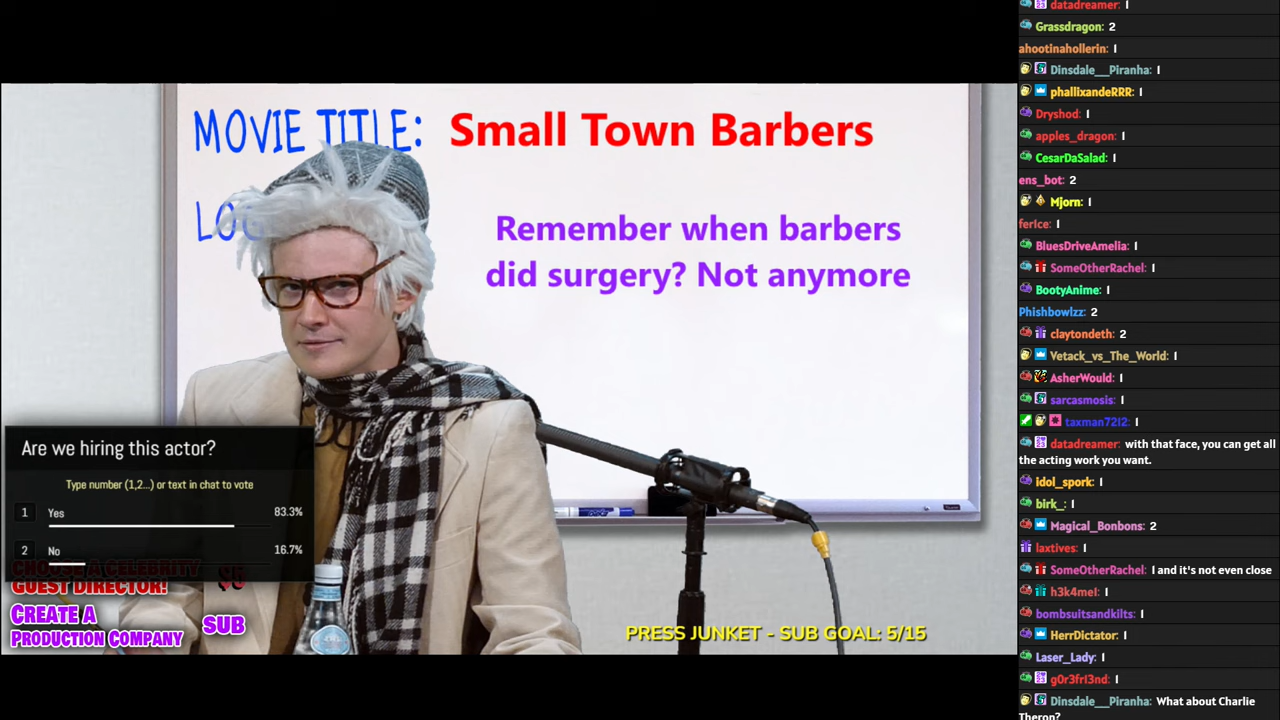 MOVIE TITLE: Small Town Barbers
LO
Remember when barbers
did surgery? Not anymore
Are we hiring this actor?
Type number (1,2...) or text in chat to vote
1 Yes 83.3%
2 No 16.7%
CHOOSE A CELEBRITY
GUEST DIRECTOR!
CREATE A
PRODUCTION COMPANY
SUB
PRESS JUNKET - SUB GOAL: 5/15
datadreamer: 1
Grassdragon: 2
ahootinahollerin: 1
Dinsdale__Piranha: 1
phallixandeRRR: 1
Dryshod: 1
apples_dragon: 1
CesarDaSalad: 1
ens_bot: 2
Mjorn: 1
ferIce: 1
BluesDriveAmelia: 1
SomeOtherRachel: 1
BootyAnime: 1
Phishbowlzz: 2
claytondeth: 2
Vetack_vs_The_World: 1
AsherWould: 1
sarcasmosis: 1
taxman7212: 1
datadreamer: with that face, you can get all
the acting work you want.
idol_spork: 1
birk_: 1
Magical_Bonbons: 2
laxtives: 1
SomeOtherRachel: 1 and it's not even close
h3k4me1: 1
bombsuitsandkilts: 1
HerrDictator: 1
Laser_Lady: 1
g0r3fr13nd: 1
Dinsdale__Piranha: What about Charlie
Theron?